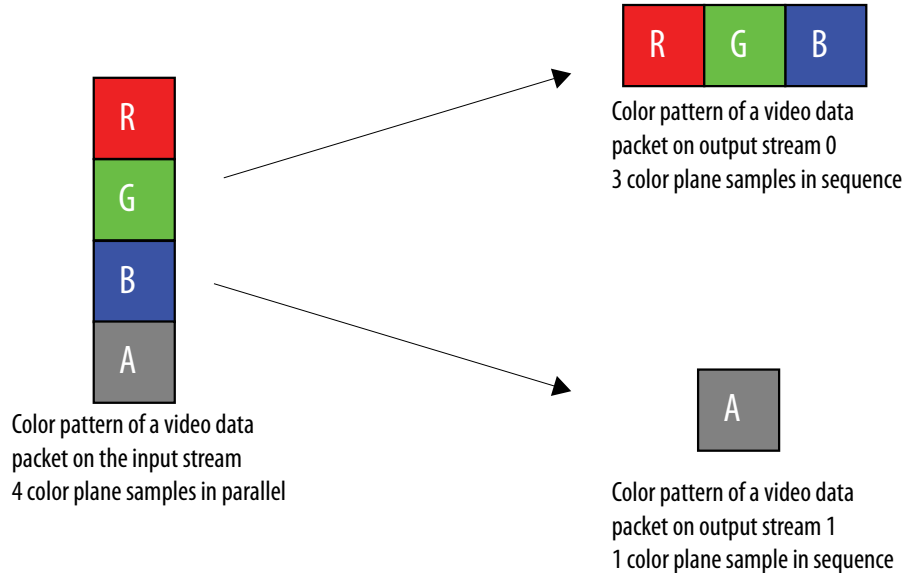 R
G
B
A
Color pattern of a video data
packet on the input stream
4 color plane samples in parallel
R G B
Color pattern of a video data
packet on output stream 0
3 color plane samples in sequence
A
Color pattern of a video data
packet on output stream 1
1 color plane sample in sequence